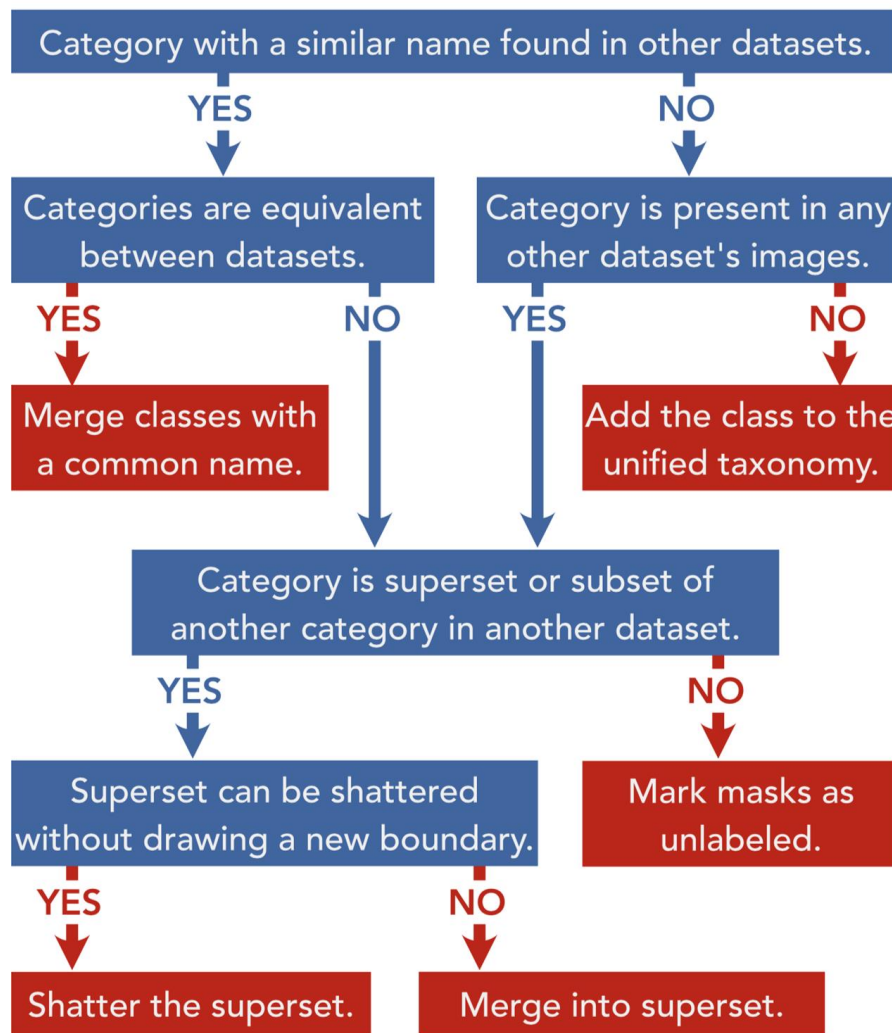 Category with a similar name found in other datasets.
YES
NO
Categories are equivalent
between datasets.
Category is present in any
other dataset's images.
YES
NO
YES
NO
Merge classes with
a common name.
Add the class to the
unified taxonomy.
Category is superset or subset of
another category in another dataset.
YES
NO
Superset can be shattered
without drawing a new boundary.
Mark masks as
unlabeled.
YES
NO
Shatter the superset.
Merge into superset.